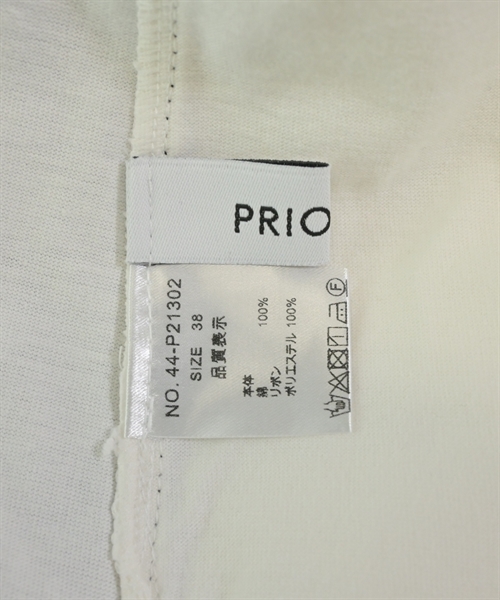 PRIO
NO. 44-P21302
SIZE 38
品質表示
本体
綿 100%
リボン
ポリエステル 100%
F